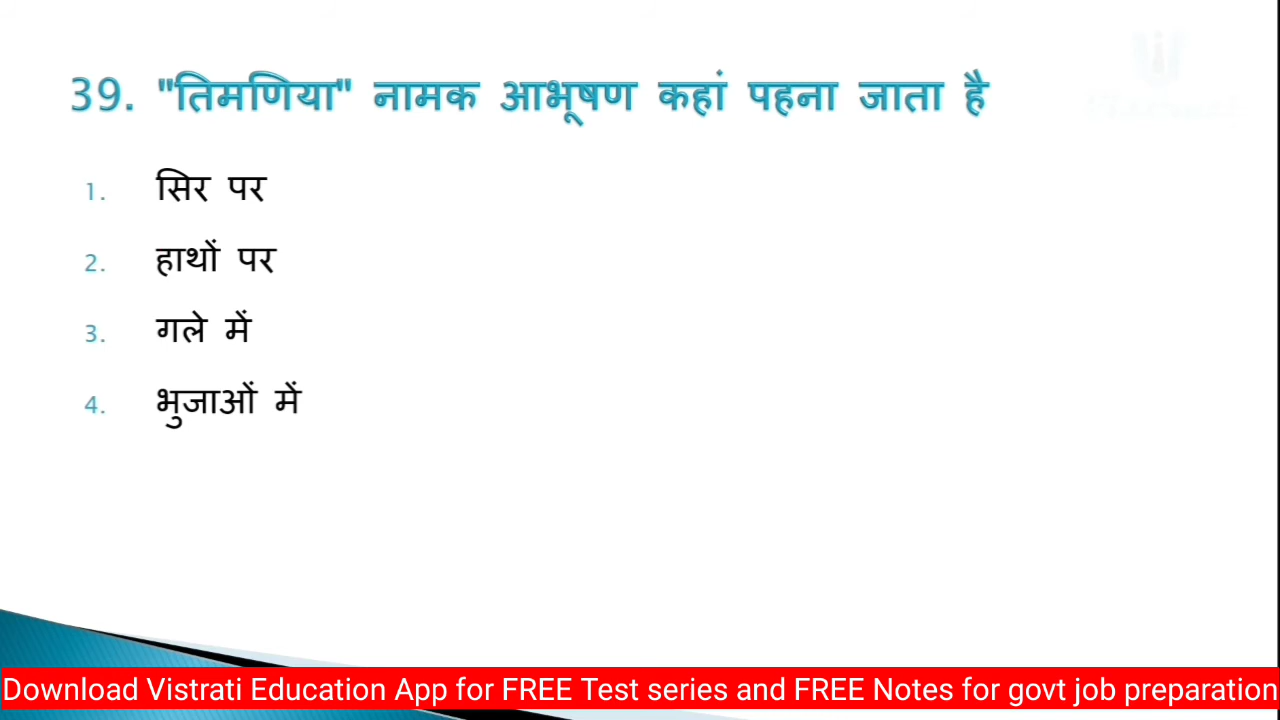 39. "तिमणिया" नामक आभूषण कहां पहना जाता है
1. सिर पर
2. हाथों पर
3. गले में
4. भुजाओं में
Download Vistrati Education App for FREE Test series and FREE Notes for govt job preparation